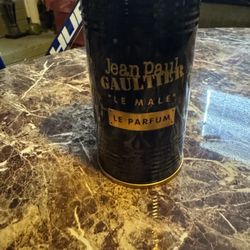 Jean Paul
GAULTIER
"LE MALE"
LE PARFUM